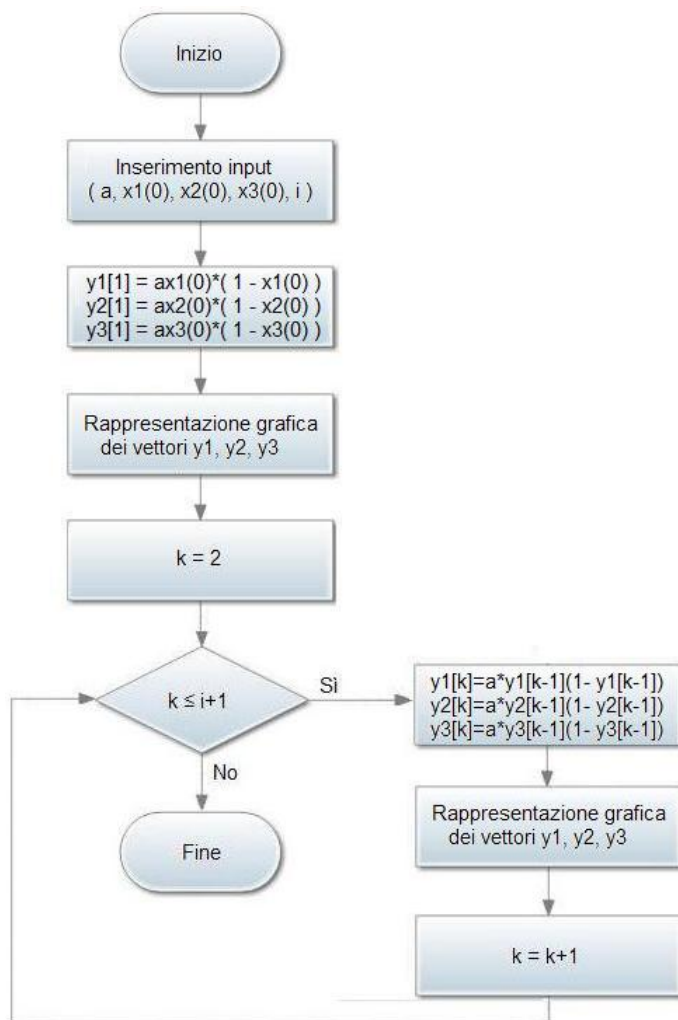 Inizio
Inserimento input
( a, x1(0), x2(0), x3(0), i )
y1[1] = ax1(0)*( 1 - x1(0) )
y2[1] = ax2(0)*( 1 - x2(0) )
y3[1] = ax3(0)*( 1 - x3(0) )
Rappresentazione grafica
dei vettori y1, y2, y3
k = 2
k ≤ i+1
Sì
No
Fine
y1[k]=a*y1[k-1](1- y1[k-1])
y2[k]=a*y2[k-1](1- y2[k-1])
y3[k]=a*y3[k-1](1- y3[k-1])
Rappresentazione grafica
dei vettori y1, y2, y3
k = k+1